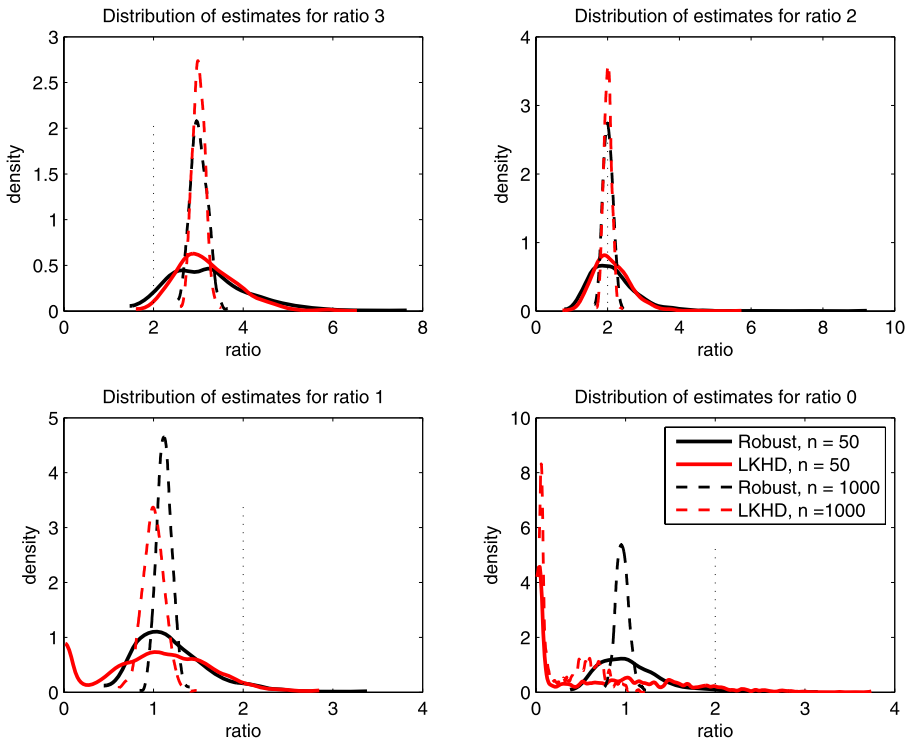 Distribution of estimates for ratio 3
3
2.5
2
1.5
1
0.5
0
density
0 2 4 6 8
ratio
Distribution of estimates for ratio 2
4
3
2
1
0
density
0 2 4 6 8 10
ratio
Distribution of estimates for ratio 1
5
4
3
2
1
0
density
0 1 2 3 4
ratio
Distribution of estimates for ratio 0
10
8
6
4
2
0
density
Robust, n = 50
LKHD, n = 50
Robust, n = 1000
LKHD, n =1000
0 1 2 3 4
ratio